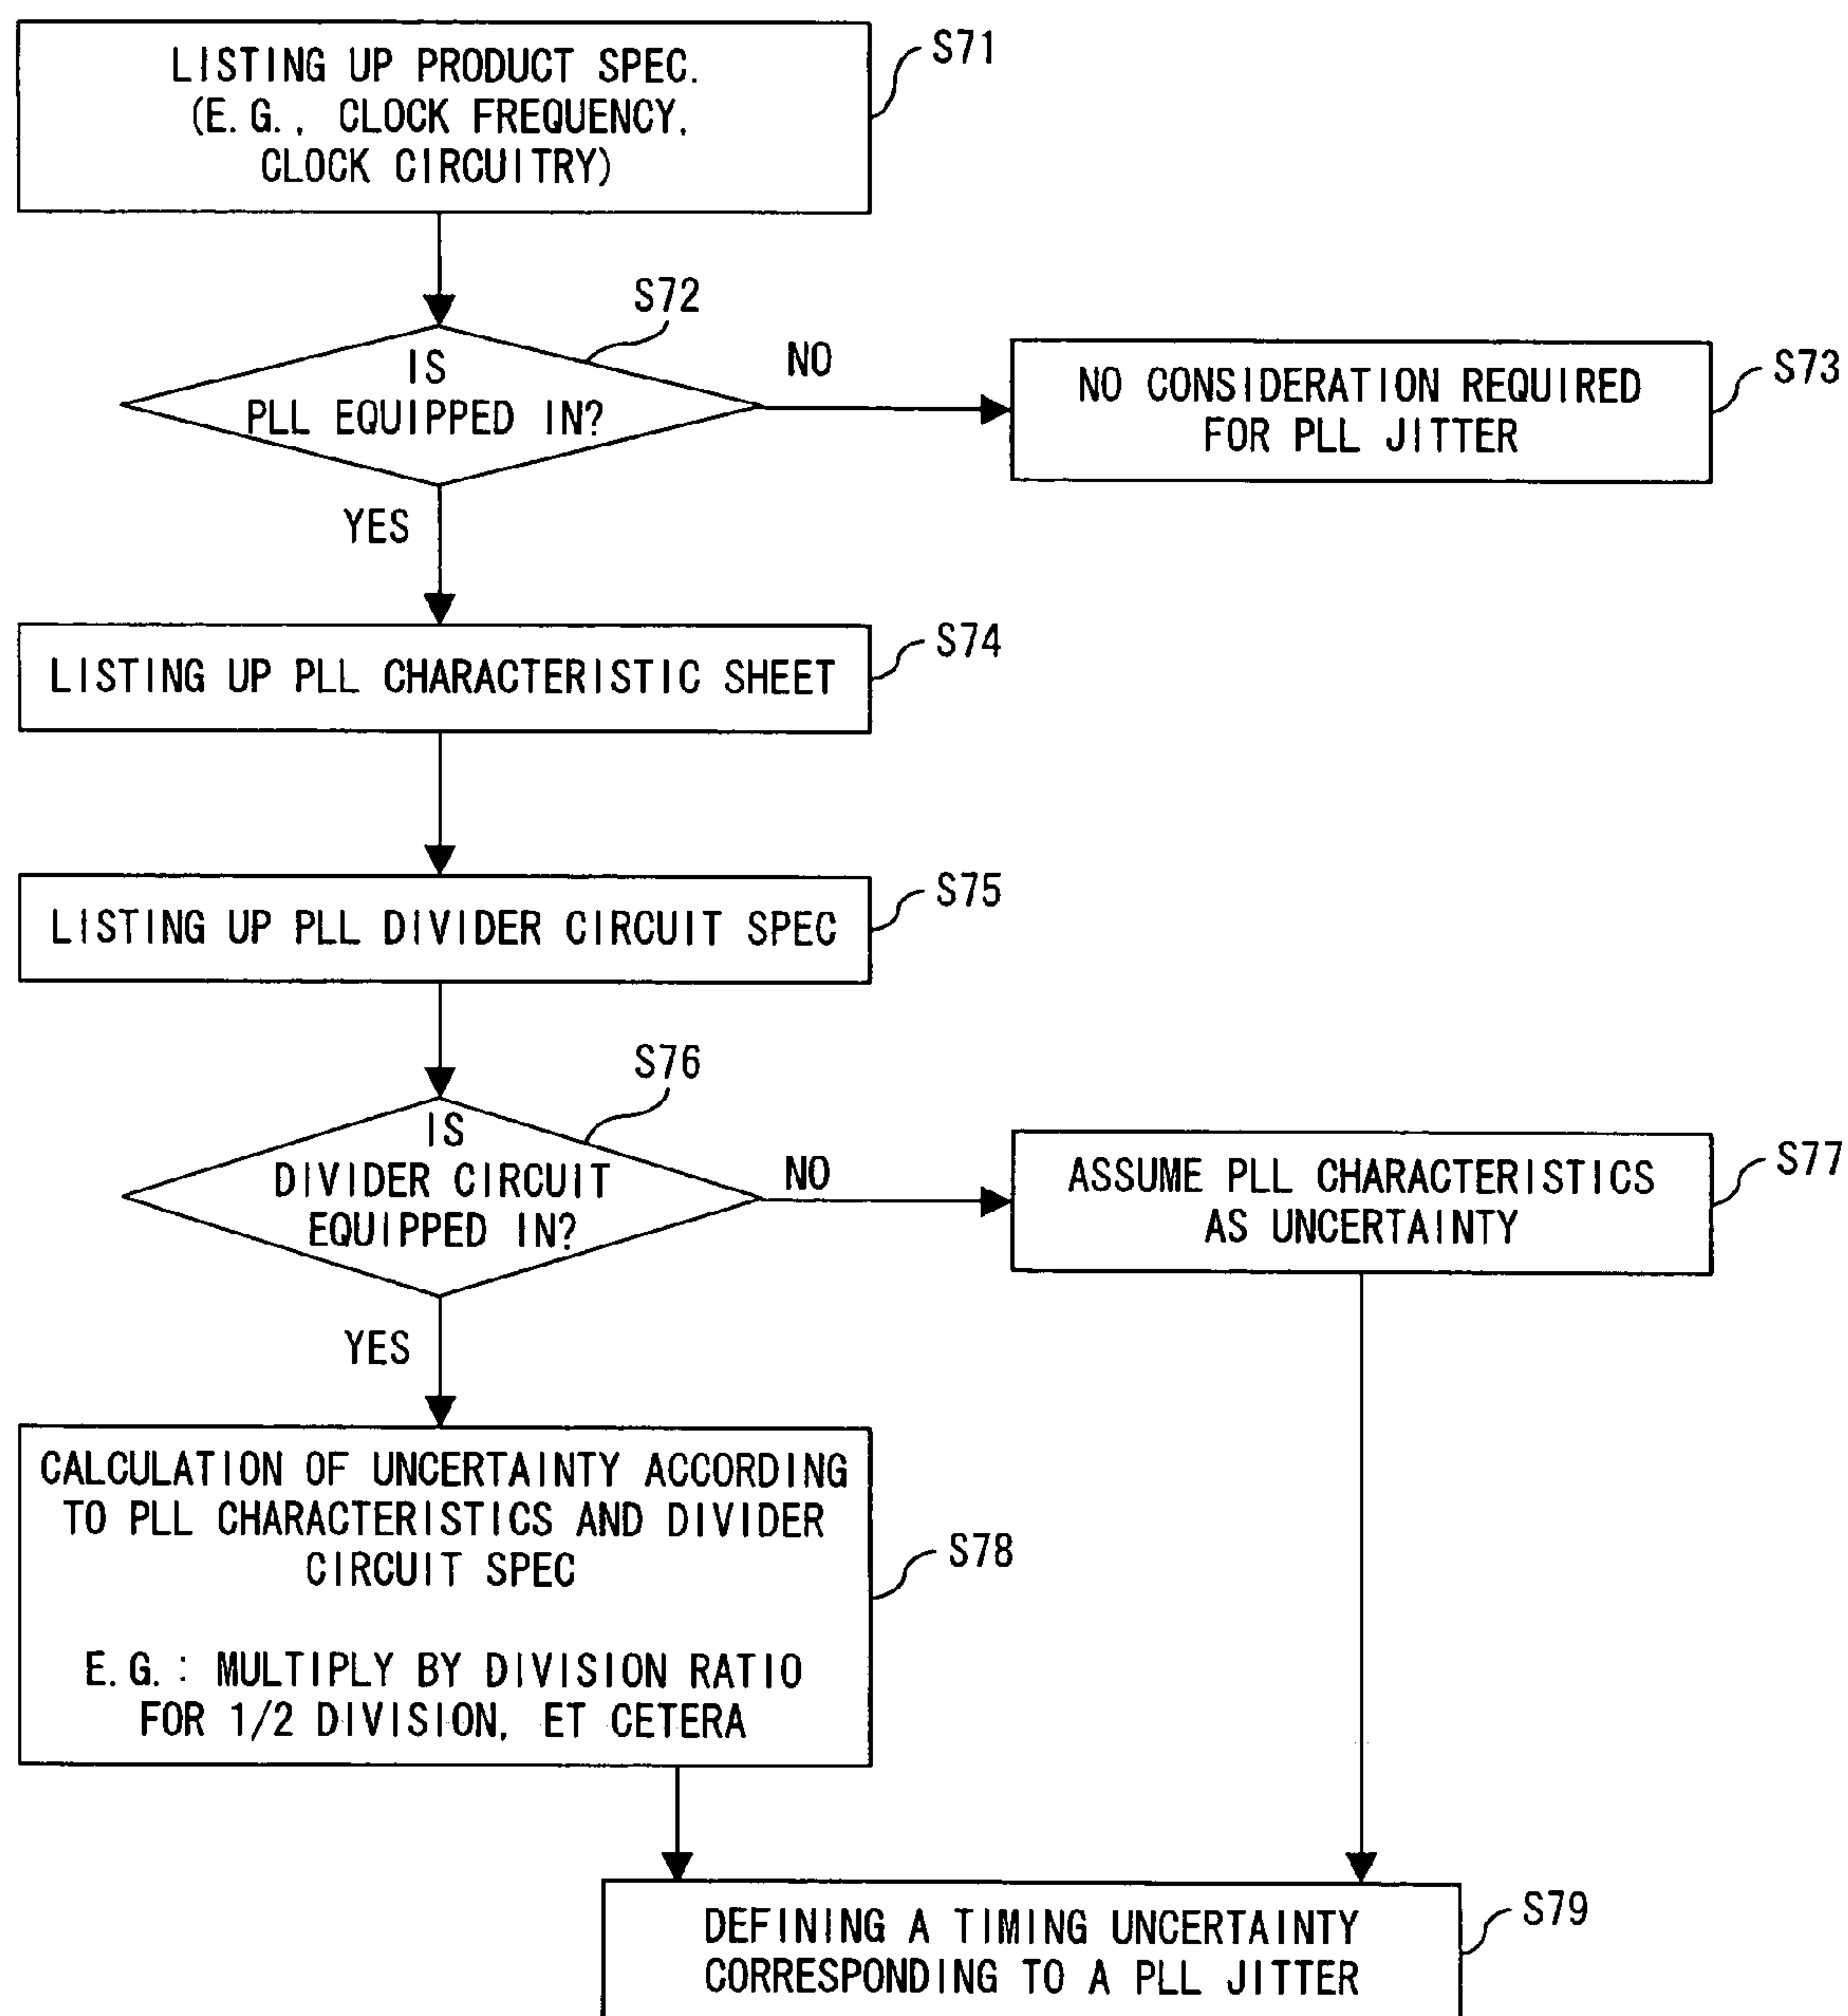 LISTING UP PRODUCT SPEC.
(E.G., CLOCK FREQUENCY,
CLOCK CIRCUITRY)
S71
S72
IS
PLL EQUIPPED IN?
NO
NO CONSIDERATION REQUIRED
FOR PLL JITTER
S73
YES
LISTING UP PLL CHARACTERISTIC SHEET
S74
LISTING UP PLL DIVIDER CIRCUIT SPEC
S75
S76
IS
DIVIDER CIRCUIT
EQUIPPED IN?
NO
ASSUME PLL CHARACTERISTICS
AS UNCERTAINTY
S77
YES
CALCULATION OF UNCERTAINTY ACCORDING
TO PLL CHARACTERISTICS AND DIVIDER
CIRCUIT SPEC
E.G.: MULTIPLY BY DIVISION RATIO
FOR 1/2 DIVISION, ET CETERA
S78
DEFINING A TIMING UNCERTAINTY
CORRESPONDING TO A PLL JITTER
S79